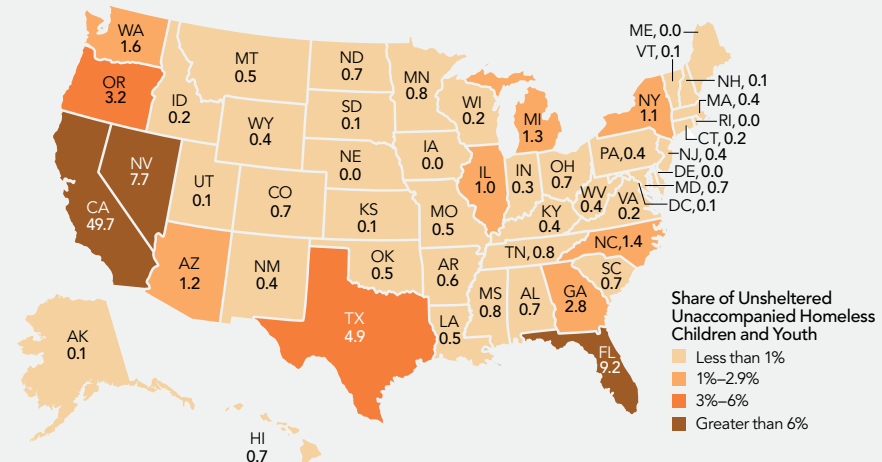 WA
1.6
OR
3.2
CA
49.7
NV
7.7
ID
0.2
MT
0.5
WY
0.4
UT
0.1
AZ
1.2
CO
0.7
NM
0.4
ND
0.7
SD
0.1
NE
0.0
KS
0.1
OK
0.5
TX
4.9
MN
0.8
IA
0.0
MO
0.5
AR
0.6
LA
0.5
WI
0.2
IL
1.0
MI
1.3
IN
0.3
OH
0.7
KY
0.4
TN, 0.8
MS
0.8
AL
0.7
GA
2.8
FL
9.2
SC
0.7
NC,1.4
VA
0.2
WV
0.4
PA,0.4
NY
1.1
ME, 0.0
VT, 0.1
NH, 0.1
MA, 0.4
RI, 0.0
CT, 0.2
NJ, 0.4
DE, 0.0
MD, 0.7
DC, 0.1
AK
0.1
HI
0.7
Share of Unsheltered
Unaccompanied Homeless
Children and Youth
Less than 1%
1%–2.9%
3%–6%
Greater than 6%